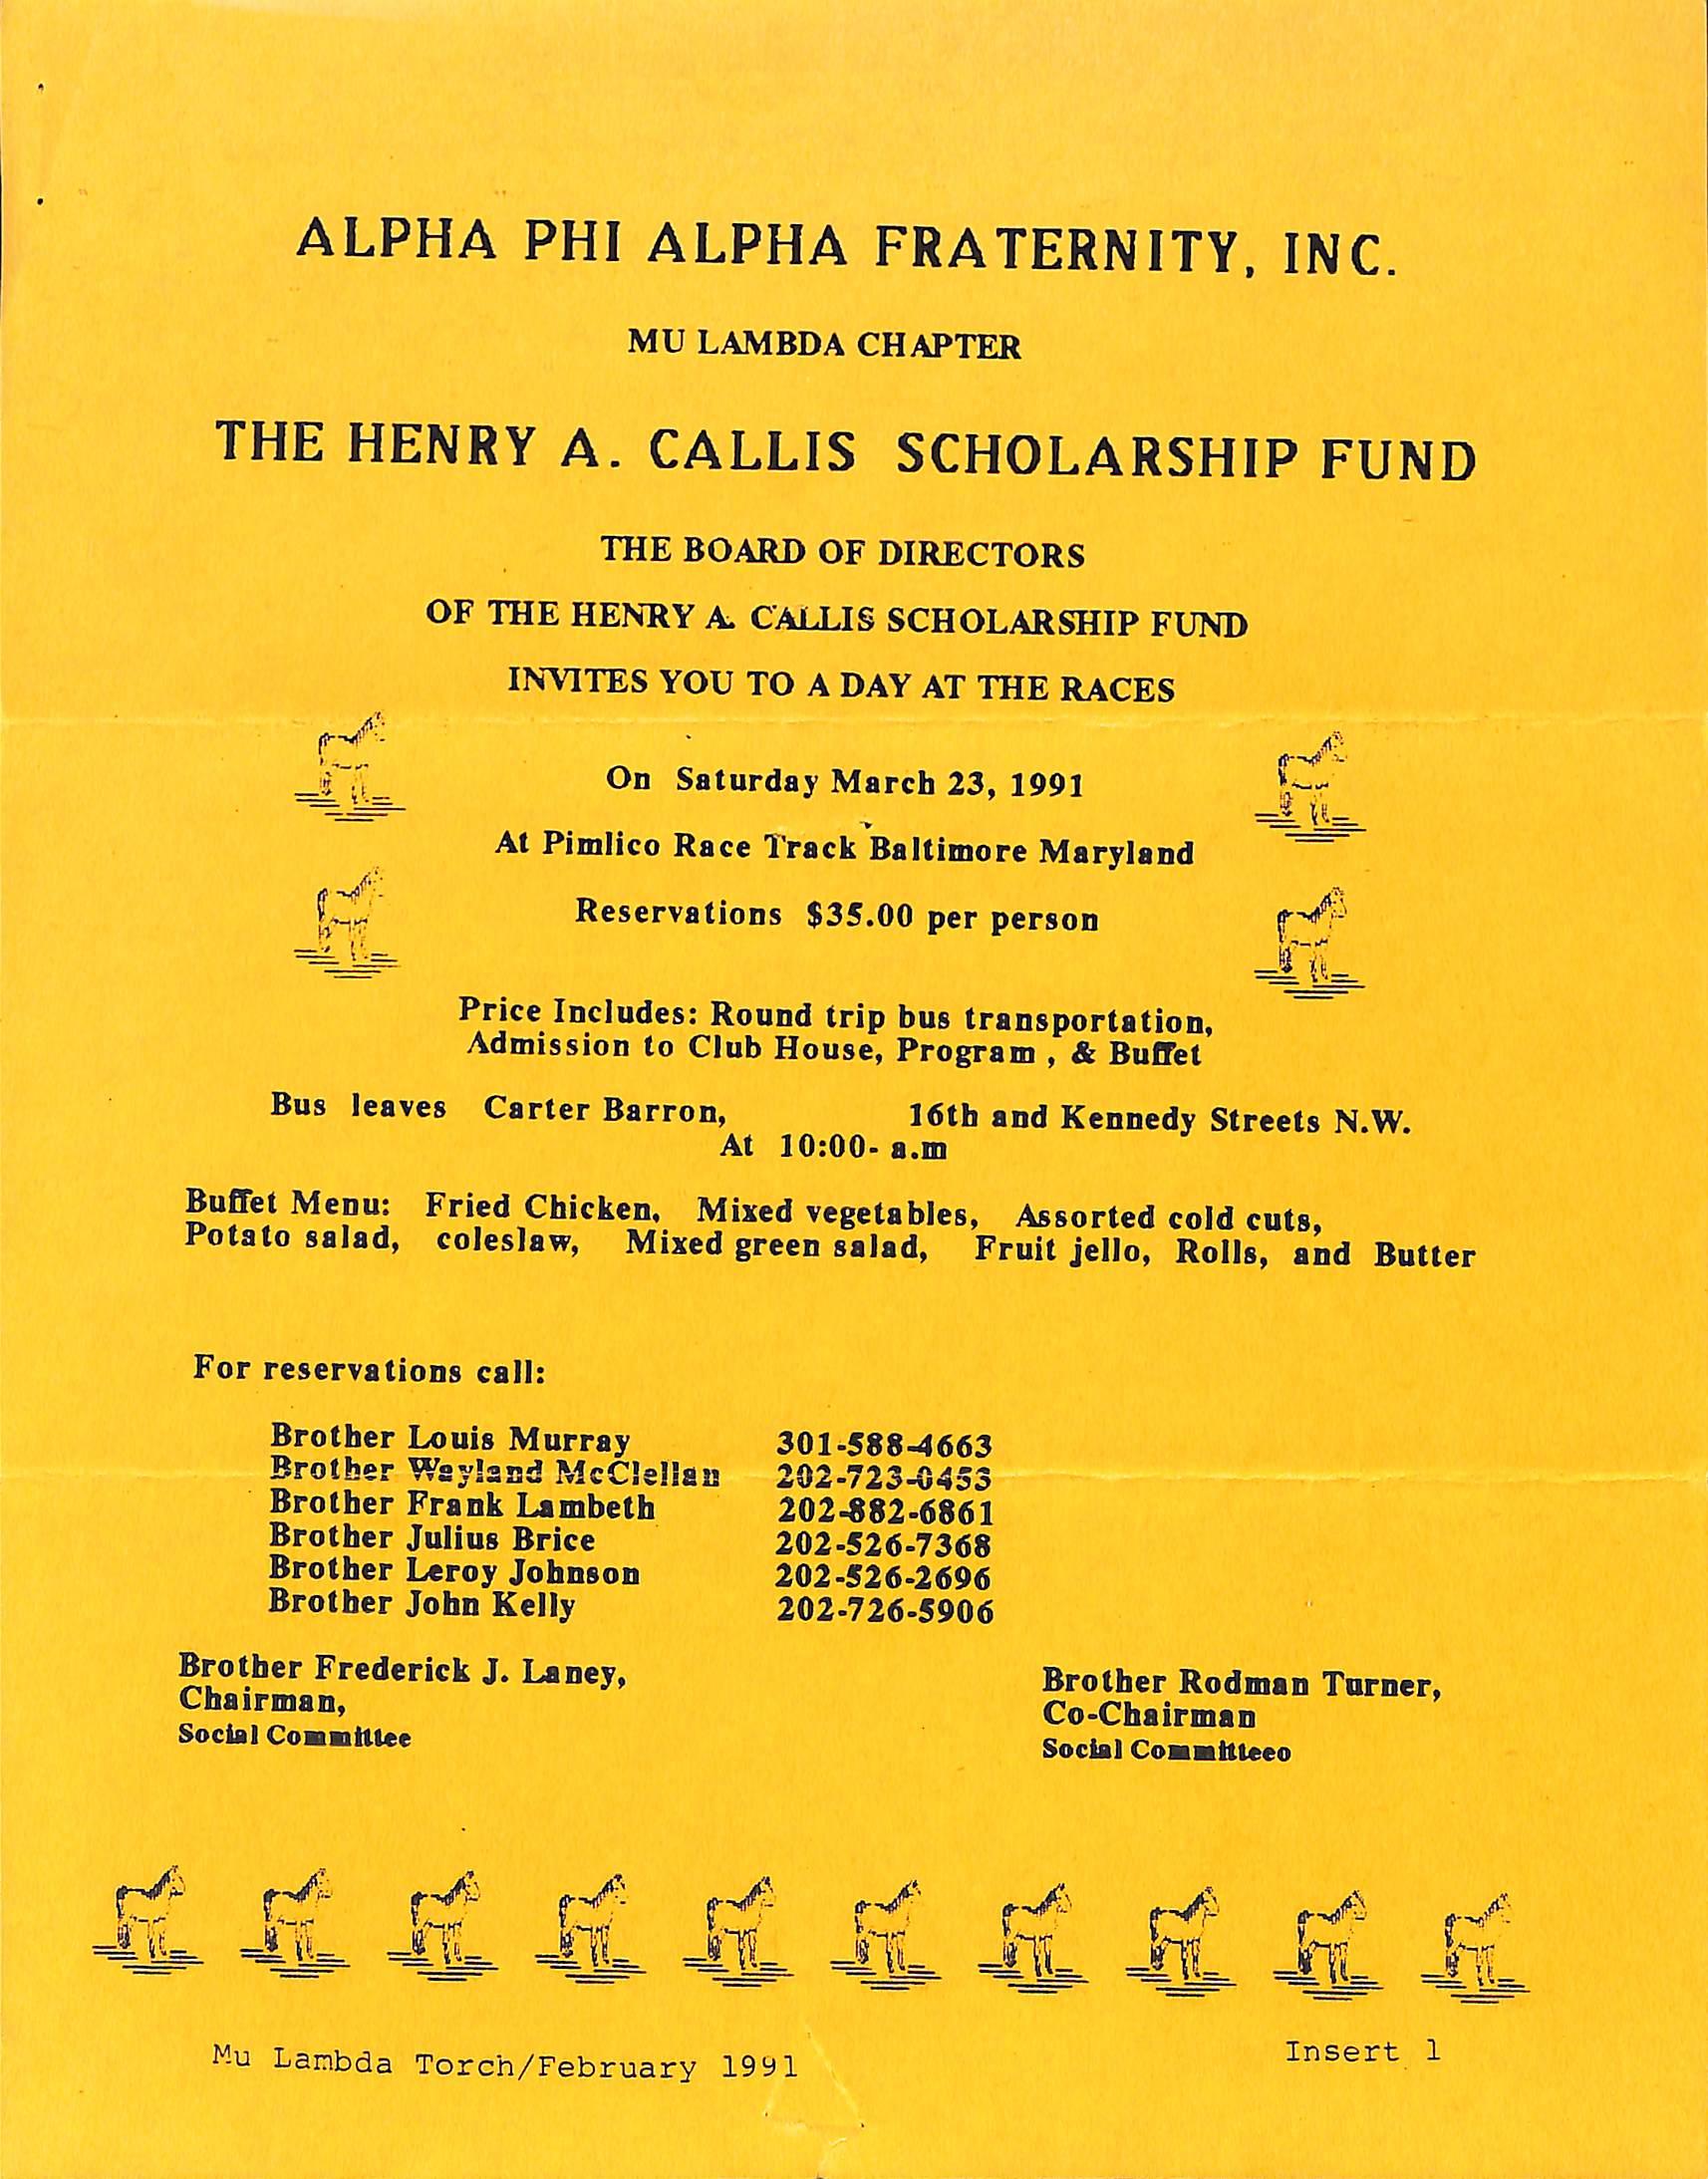 ALPHA PHI ALPHA FRATERNITY, INC.
MU LAMBDA CHAPTER
THE HENRY A. CALLIS SCHOLARSHIP FUND
THE BOARD OF DIRECTORS
OF THE HENRY A. CALLIS SCHOLARSHIP FUND
INVITES YOU TO A DAY AT THE RACES
On Saturday March 23, 1991
At Pimlico Race Track Baltimore Maryland
Reservations $35.00 per person
Price Includes: Round trip bus transportation,
Admission to Club House, Program , & Buffet
Bus leaves Carter Barron, 16th and Kennedy Streets N.W.
At 10:00- a.m
Buffet Menu: Fried Chicken, Mixed vegetables, Assorted cold cuts,
Potato salad, coleslaw, Mixed green salad, Fruit jello, Rolls, and Butter
For reservations call:
Brother Louis Murray 301-588-4663
Brother Wayland McClellan 202-723-0453
Brother Frank Lambeth 202-882-6861
Brother Julius Brice 202-526-7368
Brother Leroy Johnson 202-526-2696
Brother John Kelly 202-726-5906
Brother Frederick J. Laney,
Chairman,
Social Committee
Brother Rodman Turner,
Co-Chairman
Social Committeeo
Mu Lambda Torch/February 1991 Insert 1